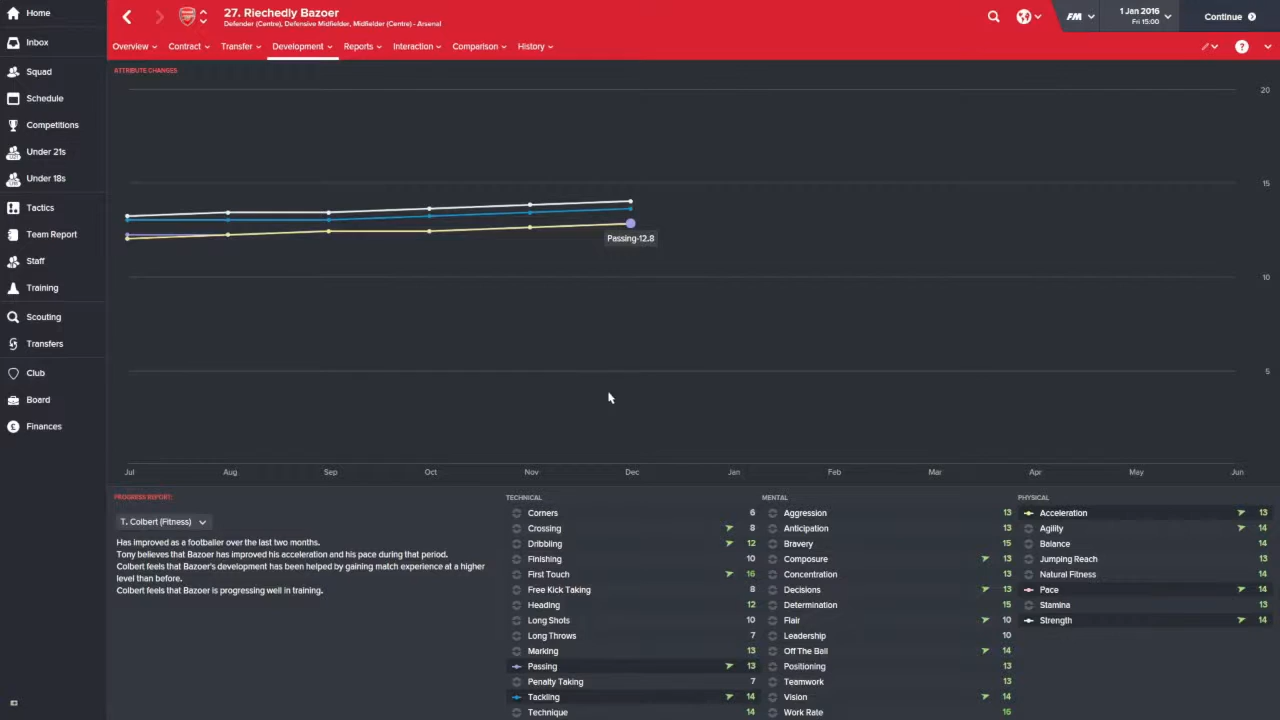 Home
Inbox
Squad
Schedule
Competitions
Under 21s
Under 18s
Tactics
Team Report
Staff
Training
Scouting
Transfers
Club
Board
Finances
27. Riechedly Bazoer
Defender (Centre), Defensive Midfielder, Midfielder (Centre) - Arsenal
FM
1 Jan 2016
Fri 15:00
Continue
Overview Contract Transfer Development Reports Interaction Comparison History
?
ATTRIBUTE CHANGES
20
15
10
5
Passing-12.8
Jul Aug Sep Oct Nov Dec Jan Feb Mar Apr May Jun
PROGRESS REPORT:
T. Colbert (Fitness)
Has improved as a footballer over the last two months.
Tony believes that Bazoer has improved his acceleration and his pace during that period.
Colbert feels that Bazoer's development has been helped by gaining match experience at a higher
level than before.
Colbert feels that Bazoer is progressing well in training.
TECHNICAL
Corners 6
Crossing 8
Dribbling 12
Finishing 10
First Touch 16
Free Kick Taking 8
Heading 12
Long Shots 10
Long Throws 7
Marking 13
Passing 13
Penalty Taking 7
Tackling 14
Technique 14
MENTAL
Aggression 13
Anticipation 13
Bravery 15
Composure 13
Concentration 13
Decisions 13
Determination 15
Flair 10
Leadership 10
Off The Ball 14
Positioning 13
Teamwork 13
Vision 14
Work Rate 16
PHYSICAL
Acceleration 13
Agility 14
Balance 14
Jumping Reach 13
Natural Fitness 14
Pace 14
Stamina 13
Strength 14